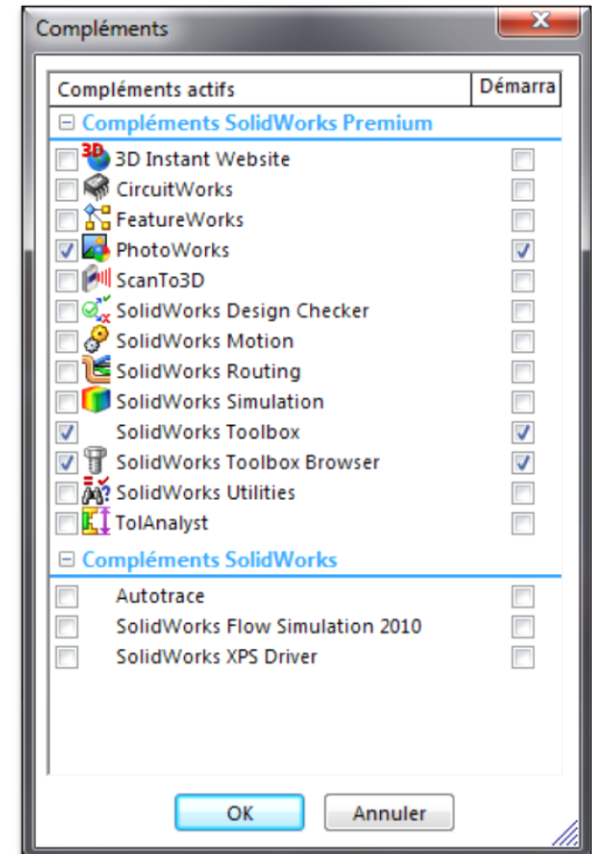 Compléments
Compléments actifs Démarra
Compléments SolidWorks Premium
3D Instant Website
CircuitWorks
FeatureWorks
PhotoWorks
ScanTo3D
SolidWorks Design Checker
SolidWorks Motion
SolidWorks Routing
SolidWorks Simulation
SolidWorks Toolbox
SolidWorks Toolbox Browser
SolidWorks Utilities
TolAnalyst
Compléments SolidWorks
Autotrace
SolidWorks Flow Simulation 2010
SolidWorks XPS Driver
OK Annuler